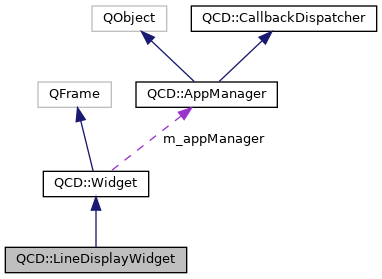 QObject
QCD::CallbackDispatcher
QFrame
QCD::AppManager
m_appManager
QCD::Widget
QCD::LineDisplayWidget